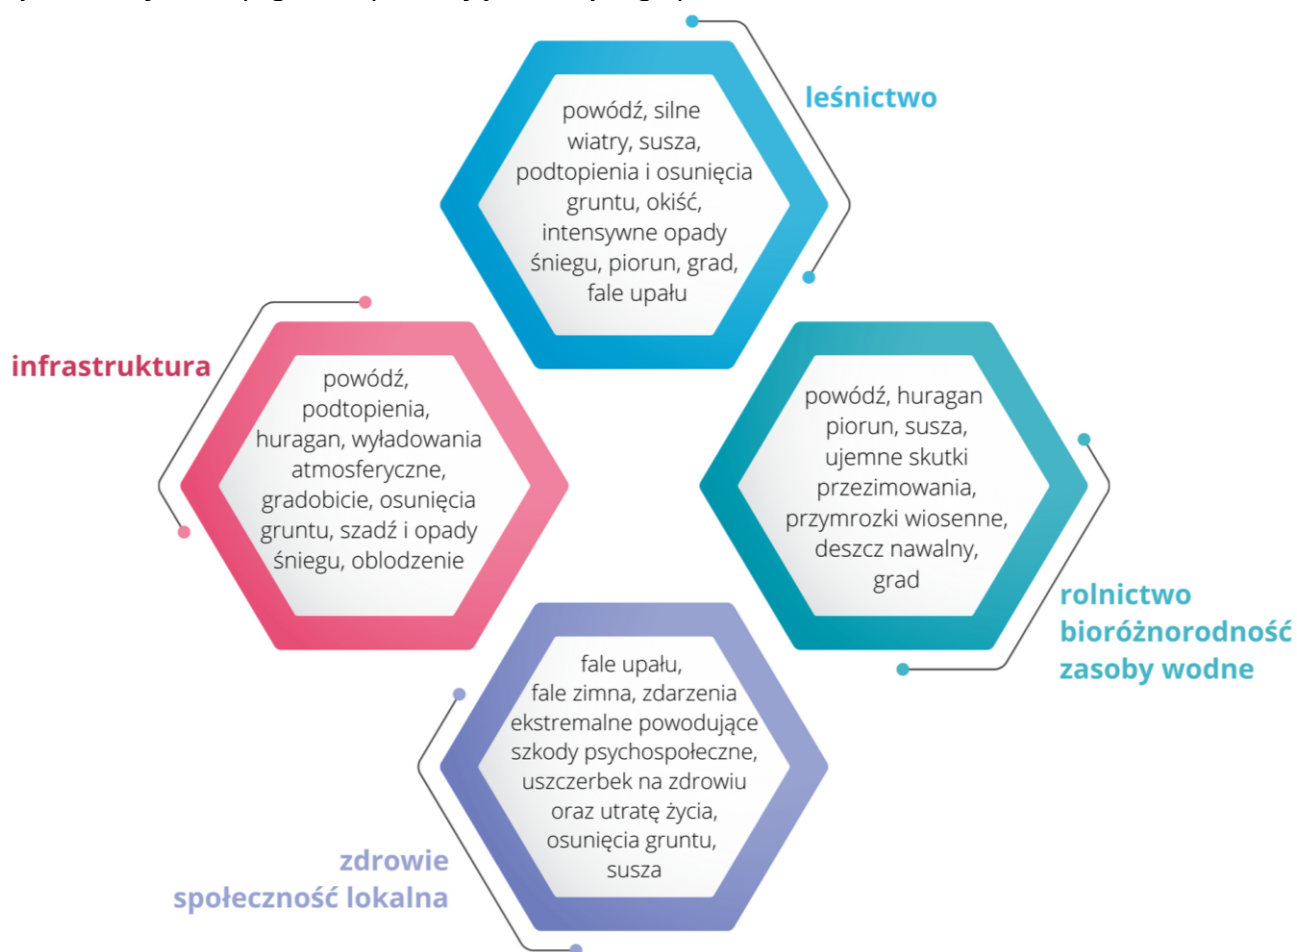 leśnictwo
powódź, silne
wiatry, susza,
podtopienia i osunięcia
gruntu, okiść,
intensywne opady
śniegu, piorun, grad,
fale upału
infrastruktura
powódź,
podtopienia,
huragan, wyładowania
atmosferyczne,
gradobicie, osunięcia
gruntu, szadź i opady
śniegu, oblodzenie
powódź, huragan
piorun, susza,
ujemne skutki
przezimowania,
przymrozki wiosenne,
deszcz nawalny,
grad
rolnictwo
bioróżnorodność
zasoby wodne
fale upału,
fale zimna, zdarzenia
ekstremalne powodujące
szkody psychospołeczne,
uszczerbek na zdrowiu
oraz utratę życia,
osunięcia gruntu,
susza
zdrowie
społeczność lokalna